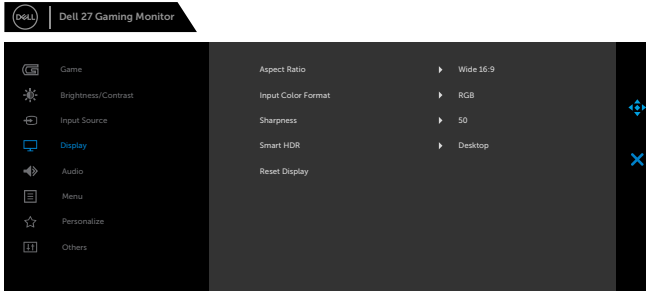 DELL
Dell 27 Gaming Monitor
Game
Aspect Ratio Wide 16:9
Brightness/Contrast Input Color Format RGB
Input Source Sharpness 50
Display Smart HDR Desktop
Audio Reset Display
Menu
Personalize
Others